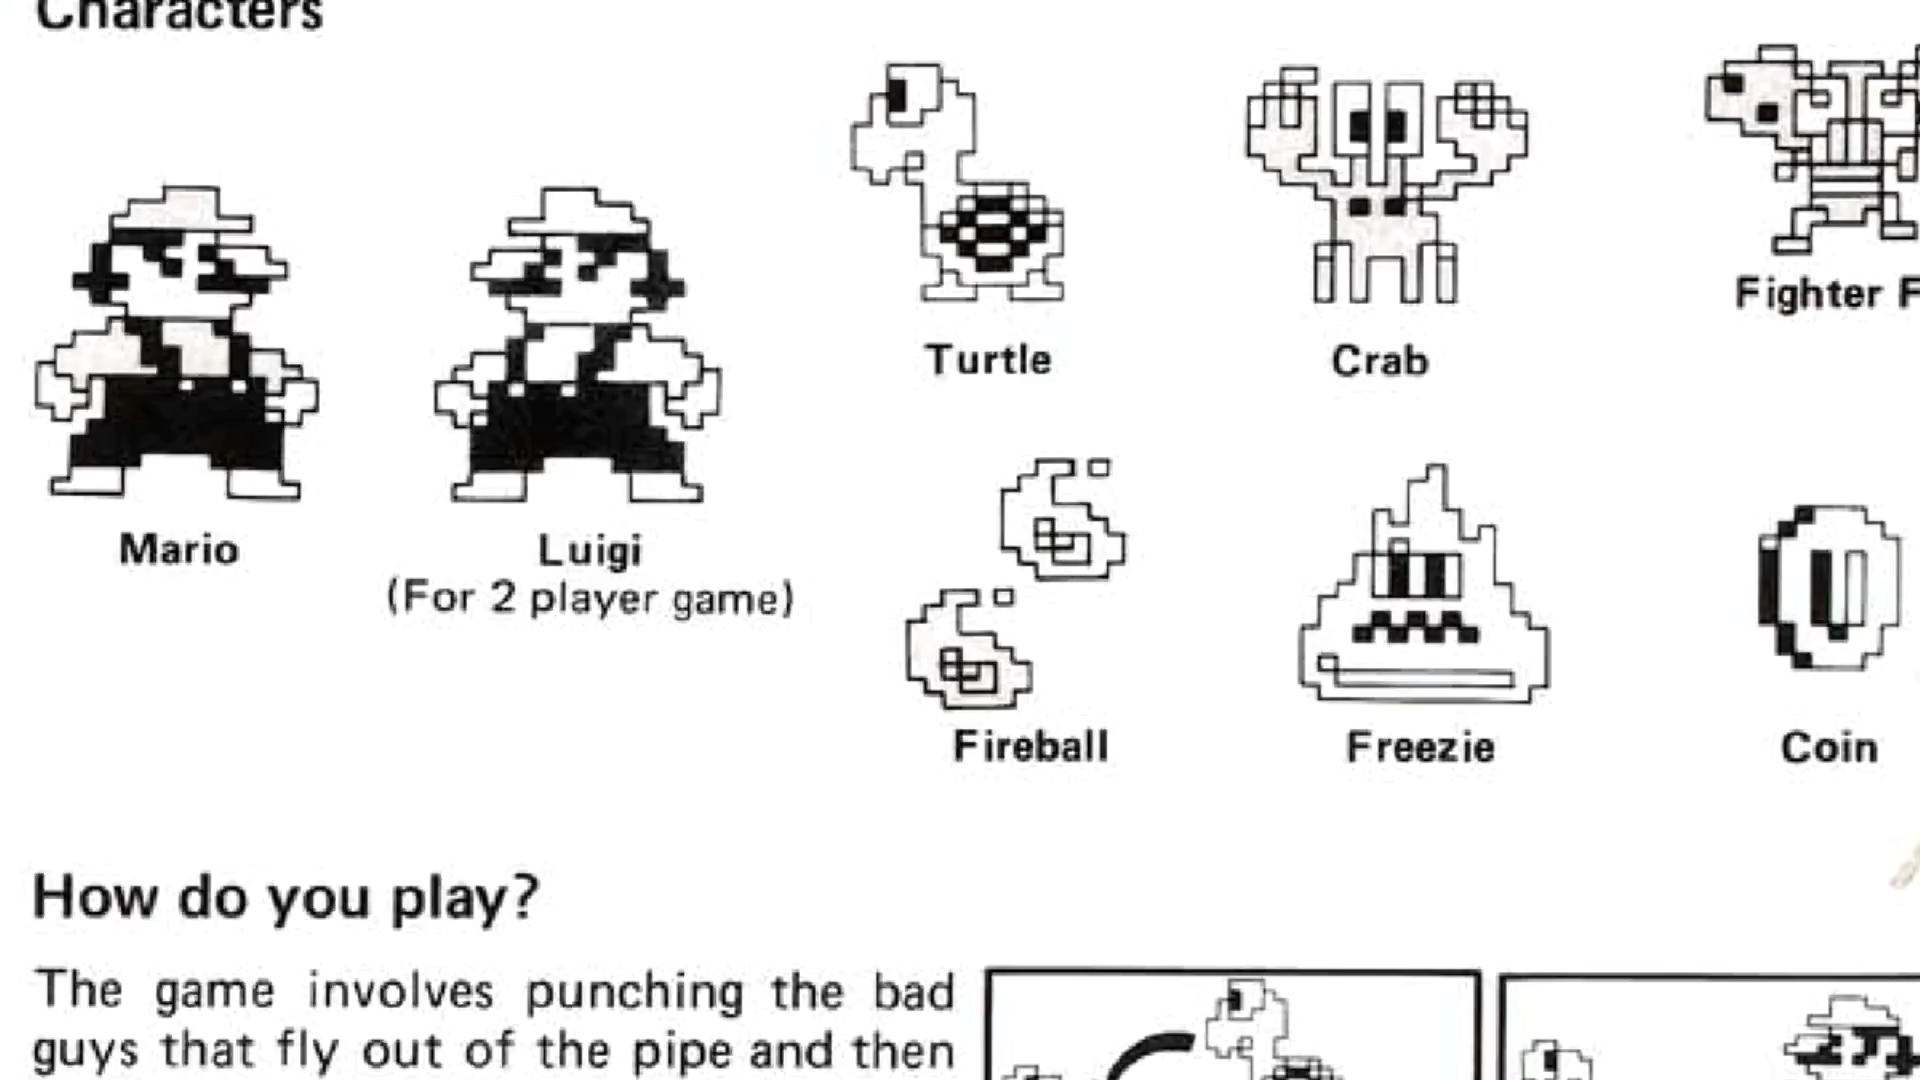 Characters
Turtle
Crab
Fighter F
Mario
Luigi
(For 2 player game)
Fireball
Freezie
Coin
How do you play?
The game involves punching the bad
guys that fly out of the pipe and then